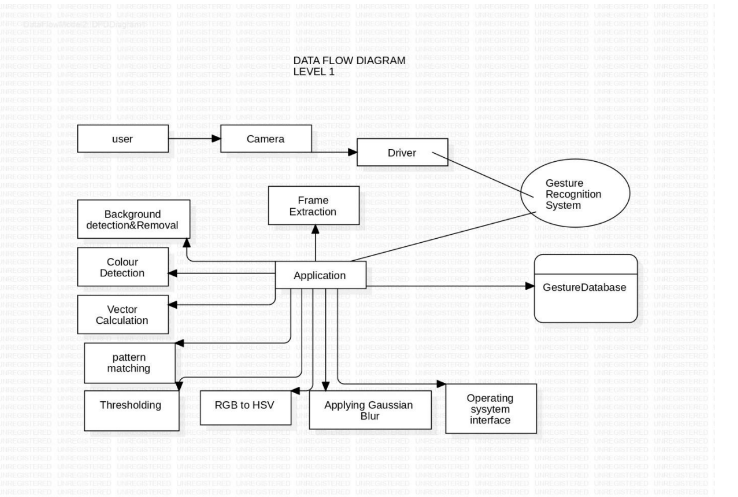 DATA FLOW DIAGRAM
LEVEL 1
user
Camera
Driver
Gesture
Recognition
System
Frame
Extraction
Background
detection&Removal
Colour
Detection
Application
GestureDatabase
Vector
Calculation
pattern
matching
Thresholding
RGB to HSV
Applying Gaussian
Blur
Operating
sysytem
interface